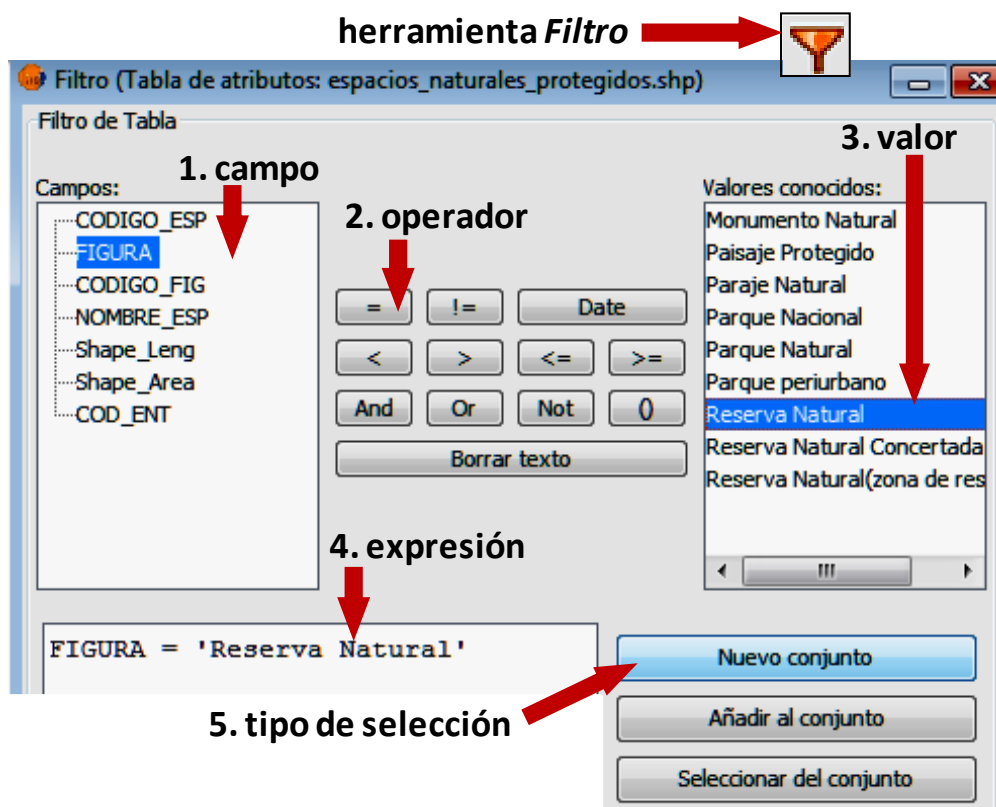 herramienta Filtro
Filtro (Tabla de atributos: espacios_naturales_protegidos.shp)
Filtro de Tabla
3. valor
1. campo
Campos:
Valores conocidos:
2. operador
CODIGO_ESP
FIGURA
CODIGO_FIG
NOMBRE_ESP
Shape_Leng
Shape_Area
COD_ENT
= != Date
< > <= >=
And Or Not ()
Borrar texto
Monumento Natural
Paisaje Protegido
Paraje Natural
Parque Nacional
Parque Natural
Parque periurbano
Reserva Natural
Reserva Natural Concertada
Reserva Natural(zona de res
4. expresión
FIGURA = 'Reserva Natural'
Nuevo conjunto
5. tipo de selección
Añadir al conjunto
Seleccionar del conjunto